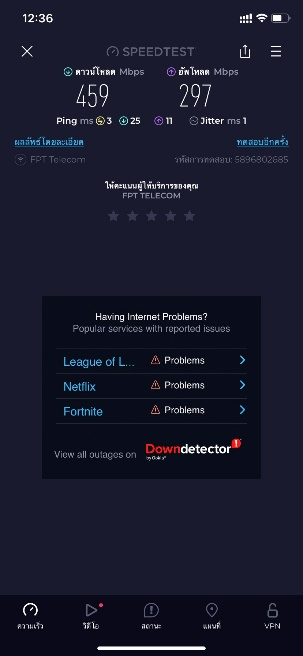 12:36
SPEEDTEST
ดาวน์โหลด Mbps อัพโหลด Mbps
459 297
Ping ms 3 25 11 Jitter ms 1
ผลลัพธ์โดยละเอียด ทดสอบอีกครั้ง
FPT Telecom รหัสการทดสอบ: 5896802685
ให้คะแนนผู้ให้บริการของคุณ
FPT TELECOM
Having Internet Problems?
Popular services with reported issues
League of L... Problems
Netflix Problems
Fortnite Problems
View all outages on Downdetector
by Ookla
ความเร็ว วิดีโอ สถานะ แผนที่ VPN